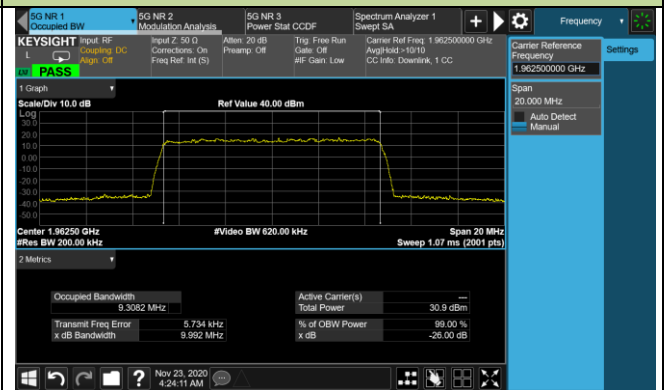 5G NR 1
Occupied BW
5G NR 2
Modulation Analysis
5G NR 3
Power Stat CCDF
Spectrum Analyzer 1
Swept SA
Frequency
KEYSIGHT
L
Input: RF
Coupling: DC
Align: Off
Input Z: 50 Ω
Corrections: On
Freq Ref: Int (S)
Atten: 20 dB
Preamp: Off
Trig: Free Run
Gate: Off
#IF Gain: Low
Carrier Ref Freq: 1.962500000 GHz
Avg|Hold:>10/10
CC Info: Downlink, 1 CC
PASS
Carrier Reference
Frequency
1.962500000 GHz
Settings
Span
20.000 MHz
Auto Detect
Manual
1 Graph
Scale/Div 10.0 dB
Ref Value 40.00 dBm
Log
30.0
20.0
10.0
0.00
-10.0
-20.0
-30.0
-40.0
-50.0
Center 1.96250 GHz
#Video BW 620.00 kHz
Span 20 MHz
#Res BW 200.00 kHz
Sweep 1.07 ms (2001 pts)
2 Metrics
Occupied Bandwidth
9.3082 MHz
Active Carrier(s)
---
Total Power
30.9 dBm
Transmit Freq Error
5.734 kHz
% of OBW Power
99.00 %
x dB Bandwidth
9.992 MHz
x dB
-26.00 dB
Nov 23, 2020
4:24:11 AM